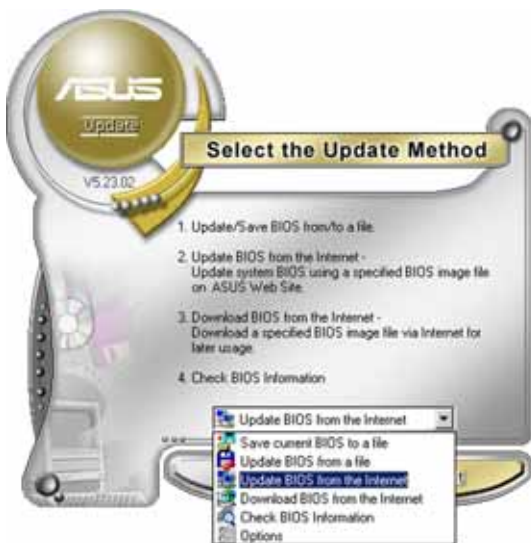 ASUS
Update
V5.23.02
Select the Update Method
1. Update/Save BIOS from/to a file.
2. Update BIOS from the Internet -
Update system BIOS using a specified BIOS image file
on ASUS Web Site.
3. Download BIOS from the Internet -
Download a specified BIOS image file via Internet for
later usage.
4. Check BIOS Information
Update BIOS from the Internet
Save current BIOS to a file
Update BIOS from a file
Update BIOS from the Internet
Download BIOS from the Internet
Check BIOS Information
Options